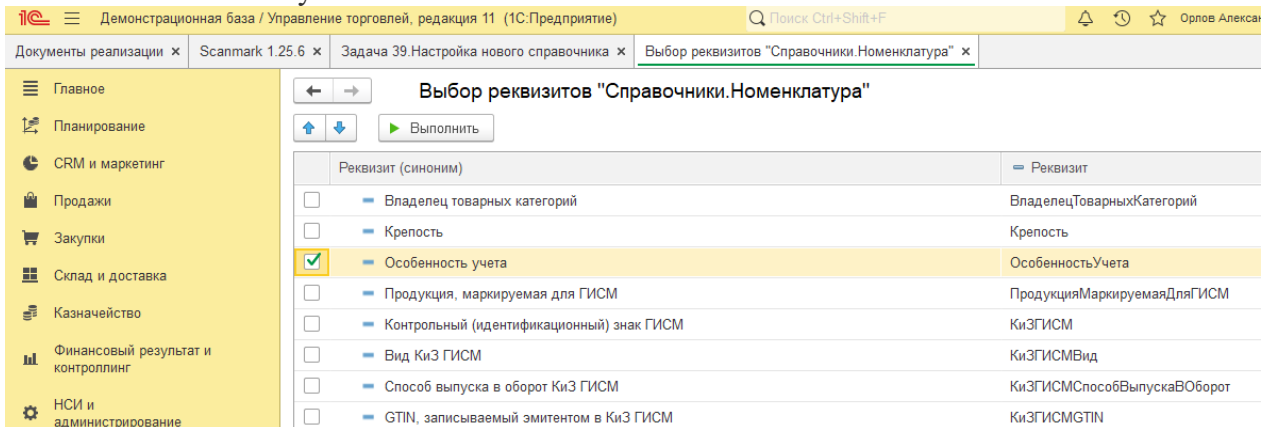 Демонстрационная база / Управление торговлей, редакция 11 (1С:Предприятие) Поиск Ctrl+Shift+F Орлов Алексан
Документы реализации × Scanmark 1.25.6 × Задача 39.Настройка нового справочника × Выбор реквизитов "Справочники.Номенклатура" ×
Главное
Планирование
CRM и маркетинг
Продажи
Закупки
Склад и доставка
Казначейство
Финансовый результат и
контроллинг
НСИ и
администрирование
Выбор реквизитов "Справочники.Номенклатура"
Выполнить
Реквизит (синоним) Реквизит
Владелец товарных категорий ВладелецТоварныхКатегорий
Крепость Крепость
Особенность учета ОсобенностьУчета
Продукция, маркируемая для ГИСМ ПродукцияМаркируемаяДляГИСМ
Контрольный (идентификационный) знак ГИСМ КиЗГИСМ
Вид КиЗ ГИСМ КиЗГИСМВид
Способ выпуска в оборот КиЗ ГИСМ КиЗГИСМСпособВыпускаВОборот
GTIN, записываемый эмитентом в КиЗ ГИСМ КиЗГИСМGTIN